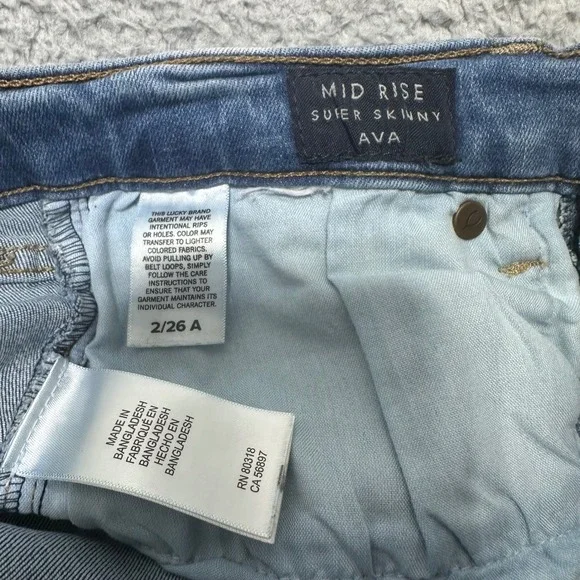 MID RISE
SUPER SKINNY
AVA
THIS LUCKY BRAND
GARMENT MAY HAVE
INTENTIONAL RIPS
OR HOLES. COLOR MAY
TRANSFER TO LIGHTER
COLORED FABRICS.
AVOID PULLING UP BY
BELT LOOPS, SIMPLY
FOLLOW THE CARE
INSTRUCTIONS TO
ENSURE THAT YOUR
GARMENT MAINTAINS ITS
INDIVIDUAL CHARACTER.
2/26 A
MADE IN
BANGLADESH
FABRIQUÉ EN
BANGLADESH
HECHO EN
BANGLADESH
RN 80318
CA 56897